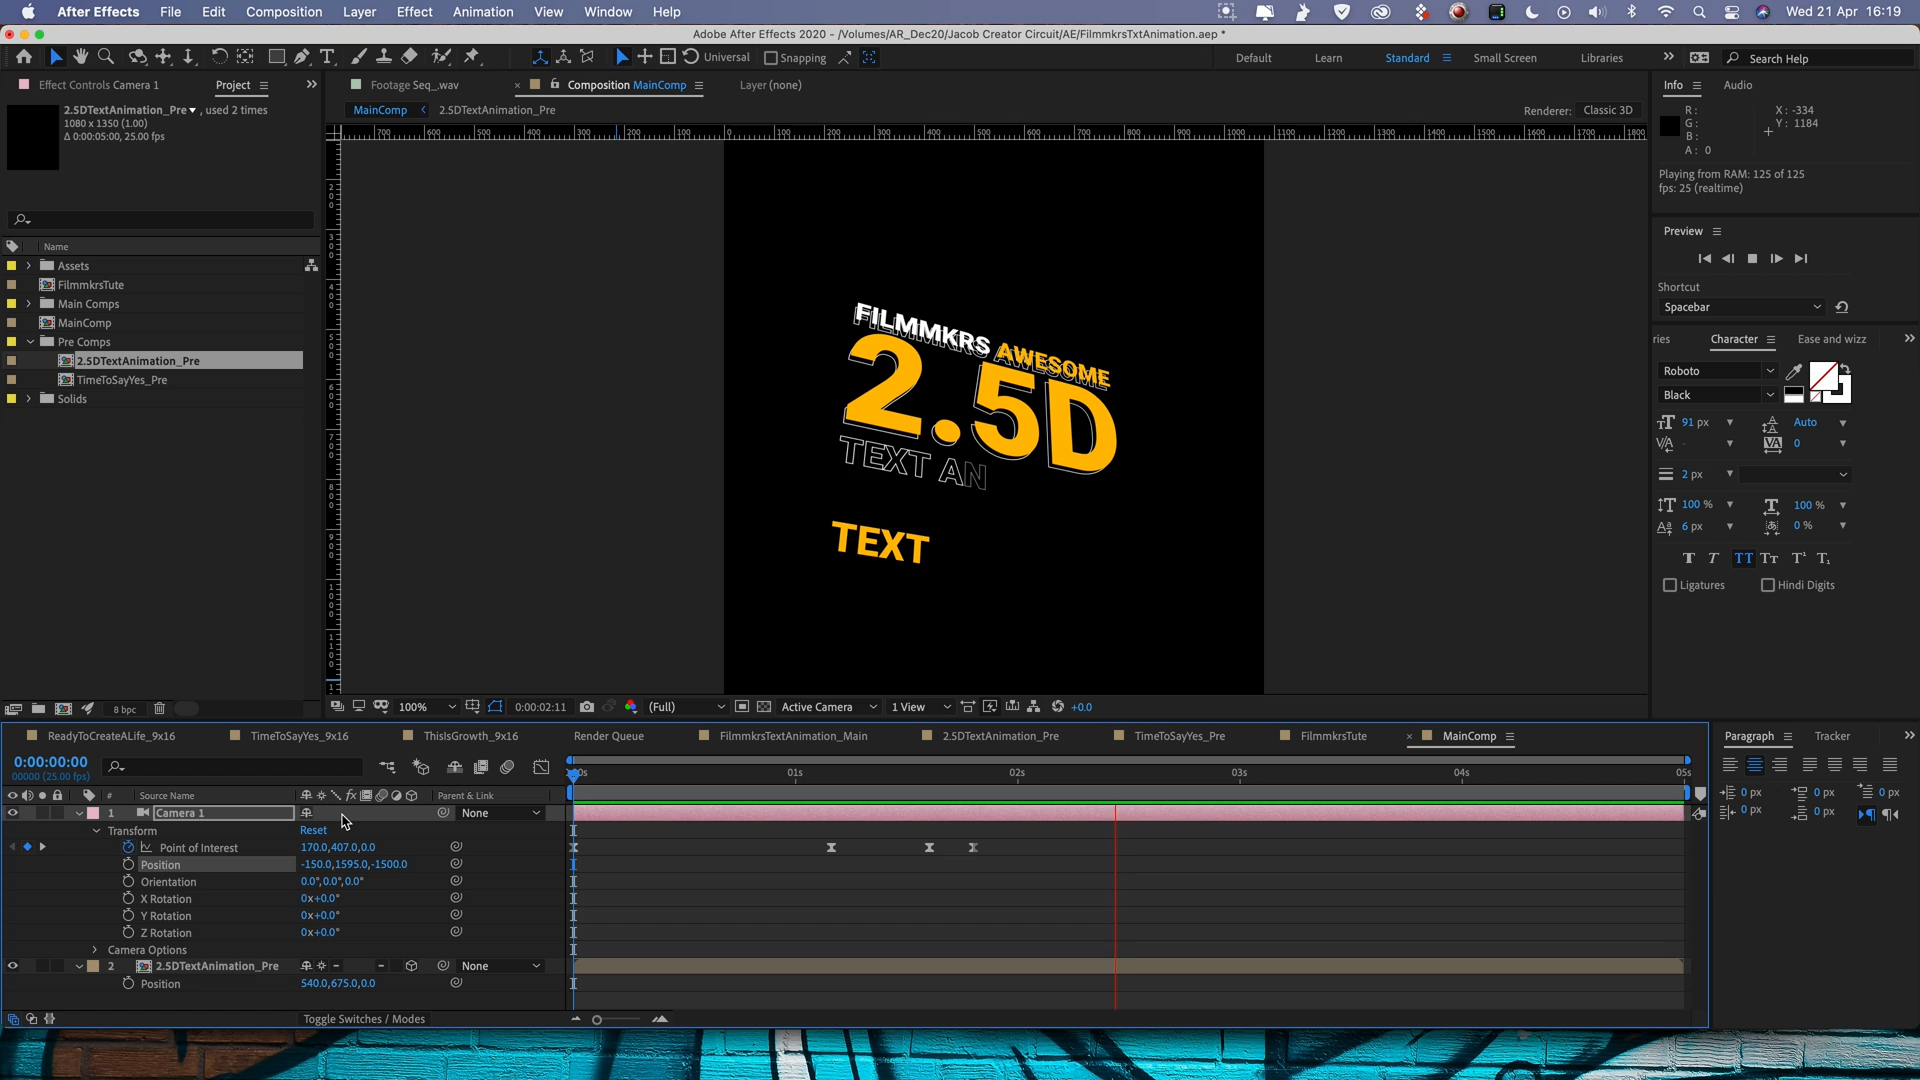 After Effects File Edit Composition Layer Effect Animation View Window Help Wed 21 Apr 16:19
Adobe After Effects 2020 - /Volumes/AR_Dec20/Jacob Creator Circuit/AE/FilmmkrsTxtAnimation.aep *
Universal Snapping Default Learn Standard Small Screen Libraries Search Help
Effect Controls Camera 1 Project Footage Seq_.wav Composition MainComp Layer (none) Info Audio
2.5DTextAnimation_Pre , used 2 times
1080 x 1350 (1.00)
Δ 0:00:05:00, 25.00 fps
MainComp 2.5DTextAnimation_Pre Renderer: Classic 3D
R: X: -334
G: Y: 1184
B:
A: 0
Playing from RAM: 125 of 125
fps: 25 (realtime)
Name
Assets
FilmmkrsTute
Main Comps
MainComp
Pre Comps
2.5DTextAnimation_Pre
TimeToSayYes_Pre
Solids
FILMMKRS AWESOME
2.5D
TEXT AN
TEXT
Preview
Shortcut
Spacebar
ries Character Ease and wizz
Roboto
Black
91 px Auto
- 0
2 px
100 % 100 %
6 px 0 %
T T TT Tt T¹ T₁
Ligatures Hindi Digits
8 bpc 100% 0:00:02:11 (Full) Active Camera 1 View +0.0
ReadyToCreateALife_9x16 TimeToSayYes_9x16 ThisIsGrowth_9x16 Render Queue FilmmkrsTextAnimation_Main 2.5DTextAnimation_Pre TimeToSayYes_Pre FilmmkrsTute MainComp Paragraph Tracker
0:00:00:00
00000 (25.00 fps)
01s 02s 03s 04s 05s
# Source Name Parent & Link
1 Camera 1 None
Transform Reset
Point of Interest 170.0,407.0,0.0
Position -150.0,1595.0,-1500.0
Orientation 0.0°,0.0°,0.0°
X Rotation 0x+0.0°
Y Rotation 0x+0.0°
Z Rotation 0x+0.0°
Camera Options
2 2.5DTextAnimation_Pre None
Position 540.0,675.0,0.0
Toggle Switches / Modes
0 px 0 px 0 px
0 px 0 px